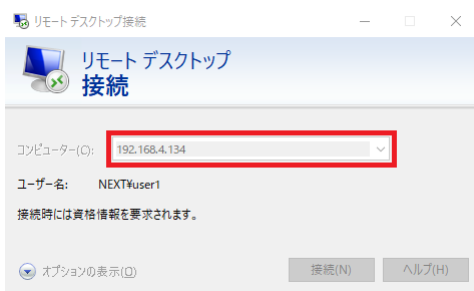 リモート デスクトップ接続
リモート デスクトップ
接続
コンピューター(C): 192.168.4.134
ユーザー名: NEXT¥user1
接続時には資格情報を要求されます。
オプションの表示(O) 接続(N) ヘルプ(H)